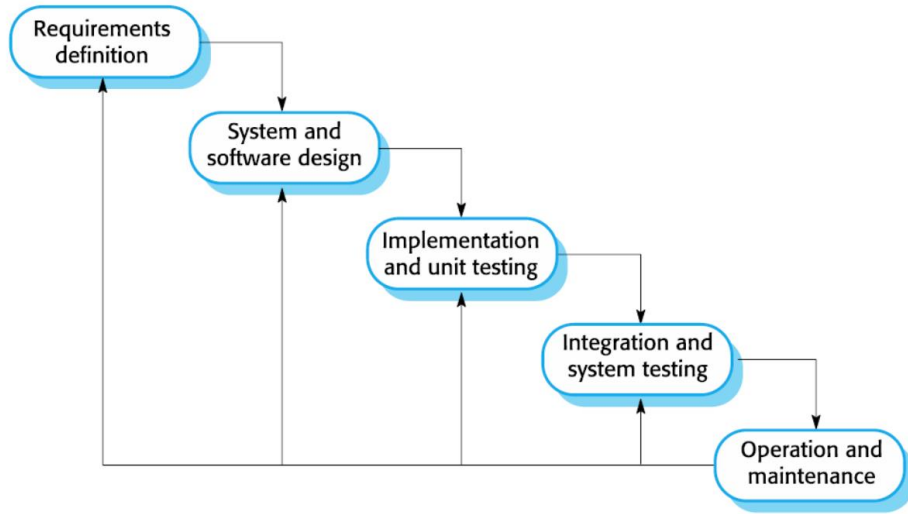 Requirements
definition
System and
software design
Implementation
and unit testing
Integration and
system testing
Operation and
maintenance